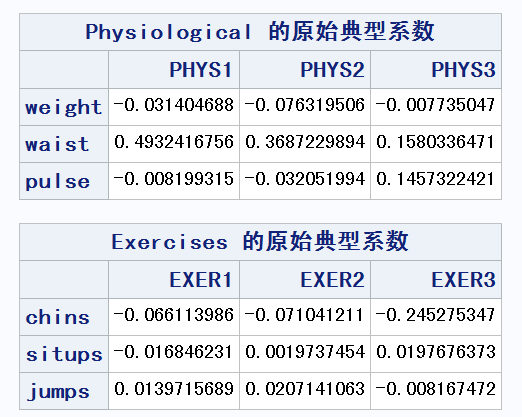 Physiological 的原始典型系数
PHYS1 PHYS2 PHYS3
weight -0.031404688 -0.076319506 -0.007735047
waist 0.4932416756 0.3687229894 0.1580336471
pulse -0.008199315 -0.032051994 0.1457322421
Exercises 的原始典型系数
EXER1 EXER2 EXER3
chins -0.066113986 -0.071041211 -0.245275347
situps -0.016846231 0.0019737454 0.0197676373
jumps 0.0139715689 0.0207141063 -0.008167472